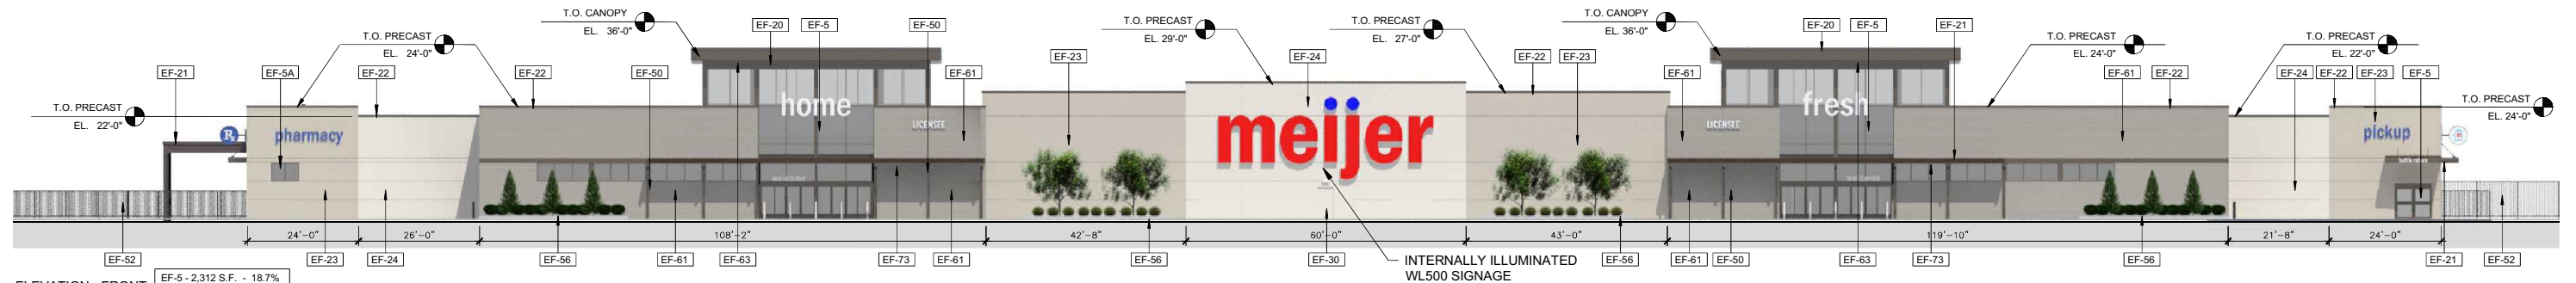 T.O. CANOPY
EL. 36'-0"
EF-20
EF-5
EF-50
T.O. PRECAST
EL. 29'-0"
T.O. PRECAST
EL. 27'-0"
T.O. CANOPY
EL. 36'-0"
EF-20
EF-5
EF-21
T.O. PRECAST
EL. 24'-0"
T.O. PRECAST
EL. 24'-0"
T.O. PRECAST
EL. 22'-0"
EF-23
EF-24
EF-22
EF-23
EF-21
EF-5A
EF-22
EF-22
EF-50
EF-61
EF-61
EF-61
EF-22
EF-24
EF-22
EF-23
EF-5
T.O. PRECAST
EL. 22'-0"
T.O. PRECAST
EL. 24'-0"
Rx
pharmacy
home
LICENSEE
meijer
LICENSEE
fresh
pickup
bottle return
welcome
welcome
24'-0"
26'-0"
108'-2"
42'-8"
60'-0"
43'-0"
119'-10"
21'-8"
24'-0"
EF-52
EF-23
EF-24
EF-56
EF-61
EF-63
EF-73
EF-61
EF-56
EF-30
INTERNALLY ILLUMINATED
WL500 SIGNAGE
EF-56
EF-61
EF-50
EF-63
EF-73
EF-56
EF-21
EF-52
EF-5 - 2,312 S.F. - 18.7%